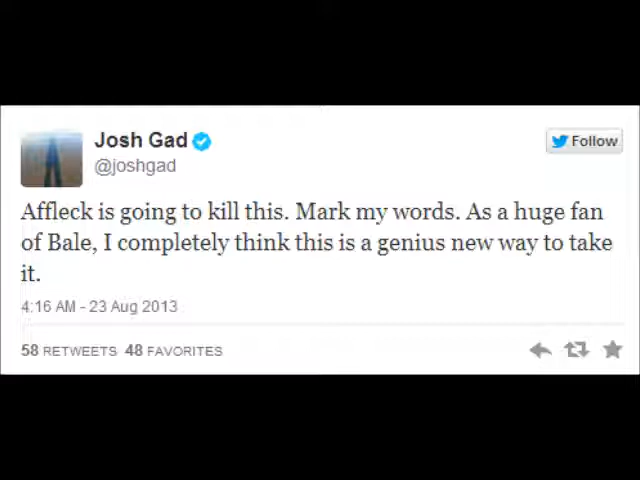 Josh Gad
Follow
@joshgad
Affleck is going to kill this. Mark my words. As a huge fan
of Bale, I completely think this is a genius new way to take
it.
4:16 AM - 23 Aug 2013
58 RETWEETS 48 FAVORITES